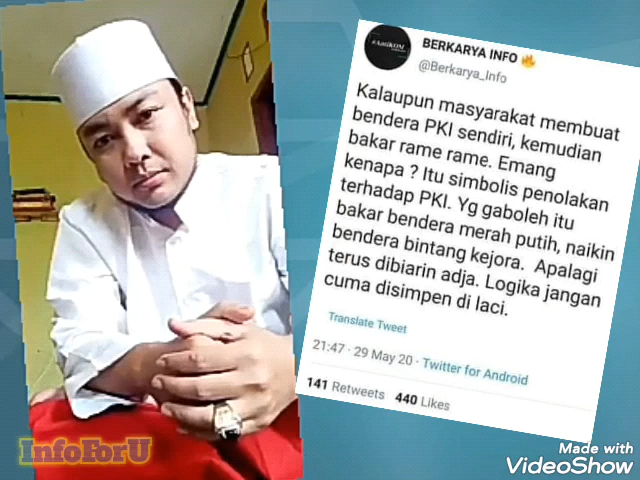 BERKARYA INFO🔥
@Berkarya_Info
Kalaupun masyarakat membuat
bendera PKI sendiri, kemudian
bakar rame rame. Emang
kenapa ? Itu simbolis penolakan
terhadap PKI. Yg gaboleh itu
bakar bendera merah putih, naikin
bendera bintang kejora. Apalagi
terus dibiarin adja. Logika jangan
cuma disimpen di laci.
Translate Tweet
21:47 · 29 May 20 · Twitter for Android
141 Retweets 440 Likes
InfoForU
Made with
VideoShow